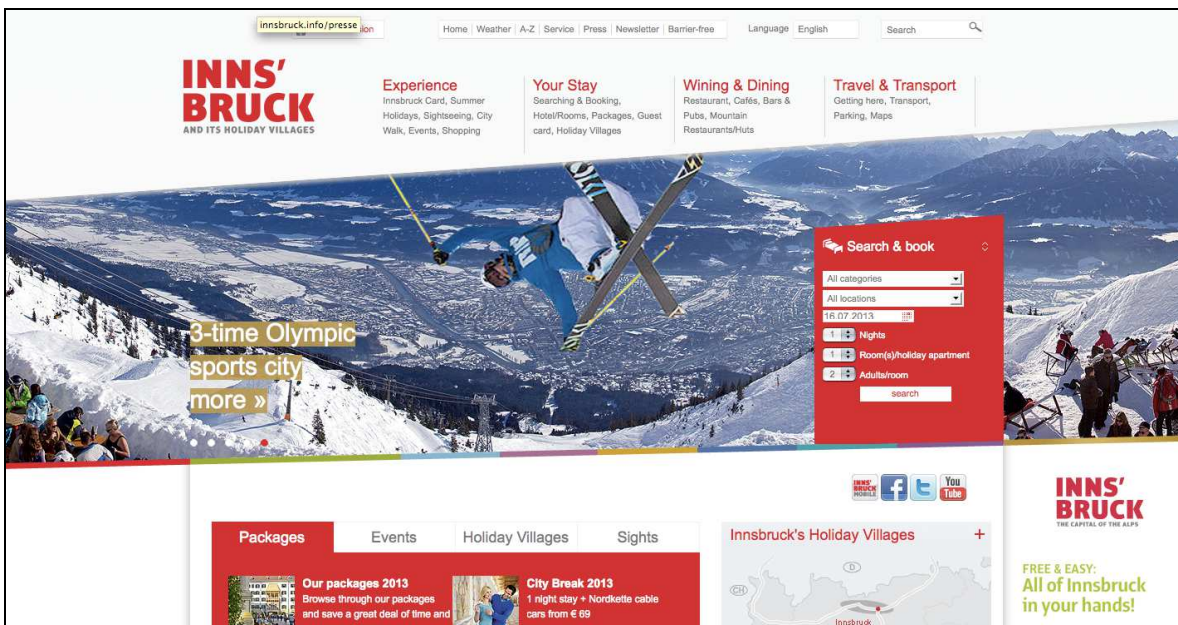 innsbruck.info/presse
ion
Home | Weather | A-Z | Service | Press | Newsletter | Barrier-free
Language English
Search
INNS'
BRUCK
AND ITS HOLIDAY VILLAGES
Experience
Innsbruck Card, Summer
Holidays, Sightseeing, City
Walk, Events, Shopping
Your Stay
Searching & Booking,
Hotel/Rooms, Packages, Guest
card, Holiday Villages
Wining & Dining
Restaurant, Cafés, Bars &
Pubs, Mountain
Restaurants/Huts
Travel & Transport
Getting here, Transport,
Parking, Maps
3-time Olympic
sports city
more »
Search & book
All categories
All locations
16.07.2013
1 Nights
1 Room(s)/holiday apartment
2 Adults/room
search
INNS'
BRUCK
MOBILE
f
t
You
Tube
INNS'
BRUCK
THE CAPITAL OF THE ALPS
FREE & EASY:
All of Innsbruck
in your hands!
Packages
Events
Holiday Villages
Sights
Our packages 2013
Browse through our packages
and save a great deal of time and
City Break 2013
1 night stay + Nordkette cable
cars from € 69
Innsbruck's Holiday Villages +
D
CH
Innsbruck